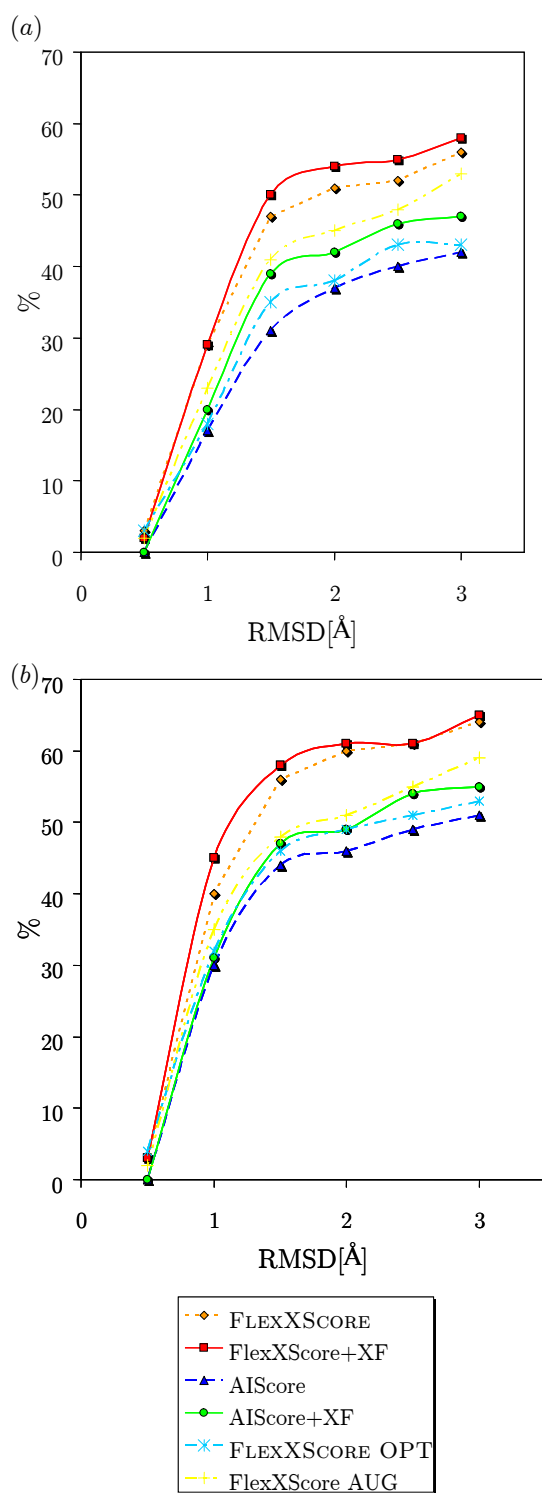 (a)
70
60
50
40
30
20
10
0
%
0 1 2 3
RMSD[Å]
(b)
70
60
50
40
30
20
10
0
%
0 1 2 3
RMSD[Å]
FLEXXSCORE
FlexXScore+XF
AIScore
AIScore+XF
FLEXXSCORE OPT
FlexXScore AUG